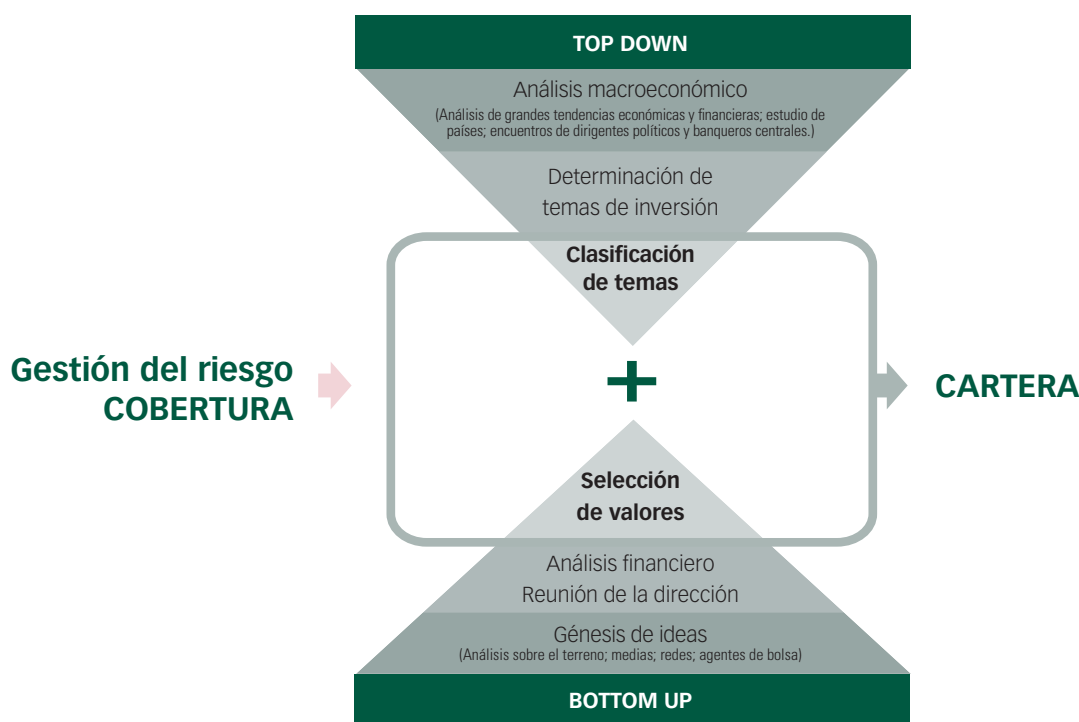 TOP DOWN
Análisis macroeconómico
(Análisis de grandes tendencias económicas y financieras; estudio de
países; encuentros de dirigentes políticos y banqueros centrales.)
Determinación de
temas de inversión
Clasificación
de temas
Gestión del riesgo
COBERTURA
+
CARTERA
Selección
de valores
Análisis financiero
Reunión de la dirección
Génesis de ideas
(Análisis sobre el terreno; medias; redes; agentes de bolsa)
BOTTOM UP